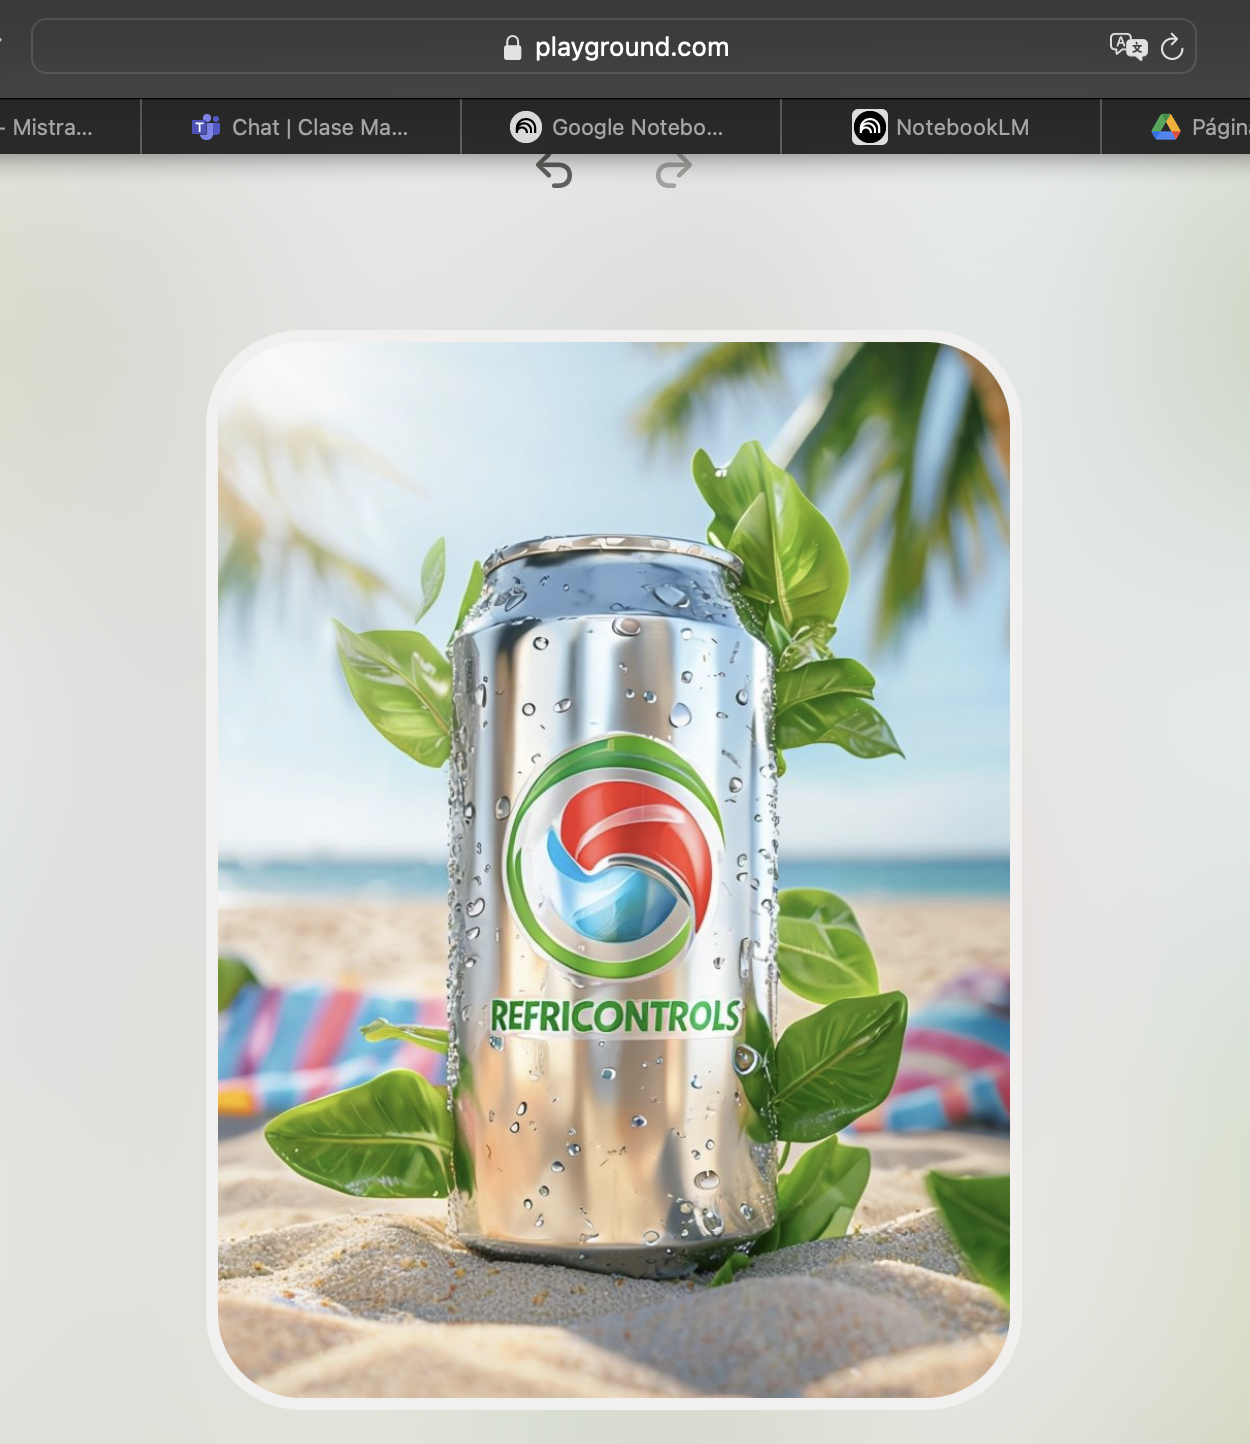 playground.com
- Mistra...
Chat | Clase Ma...
Google Notebo...
NotebookLM
Págin
REFRICONTROLS